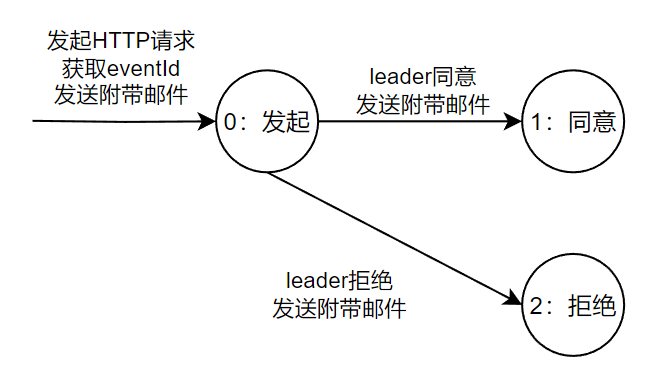 发起HTTP请求
获取eventId
发送附带邮件
0：发起
leader同意
发送附带邮件
1：同意
leader拒绝
发送附带邮件
2：拒绝